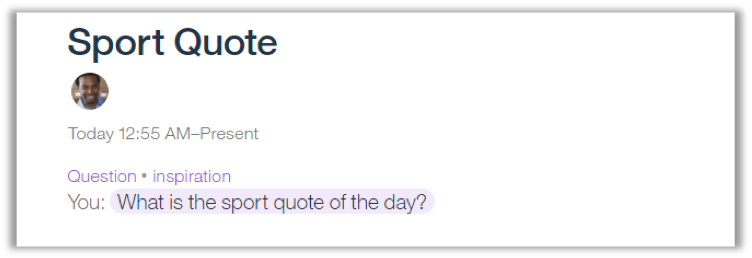 Sport Quote
Today 12:55 AM–Present
Question • inspiration
You: What is the sport quote of the day?